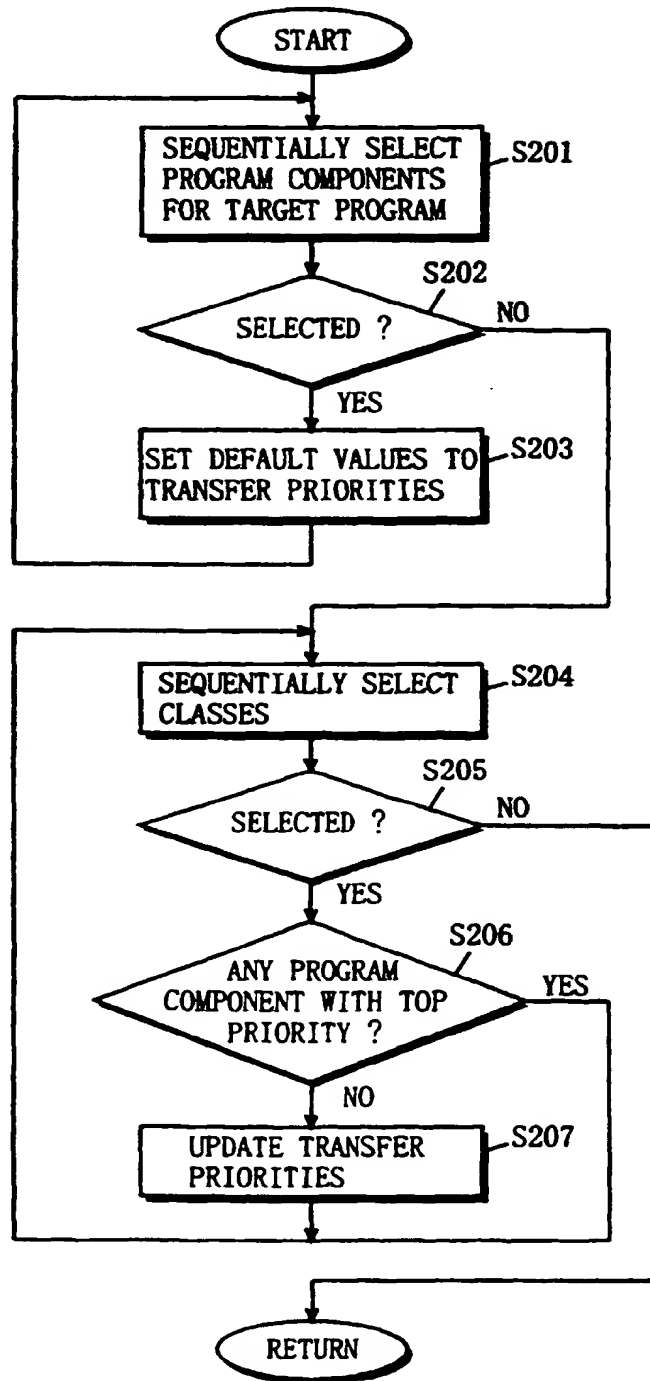 START
SEQUENTIALLY SELECT
PROGRAM COMPONENTS
FOR TARGET PROGRAM
S201
S202
SELECTED ?
NO
YES
SET DEFAULT VALUES TO
TRANSFER PRIORITIES
S203
SEQUENTIALLY SELECT
CLASSES
S204
S205
SELECTED ?
NO
YES
S206
ANY PROGRAM
COMPONENT WITH TOP
PRIORITY ?
YES
NO
UPDATE TRANSFER
PRIORITIES
S207
RETURN